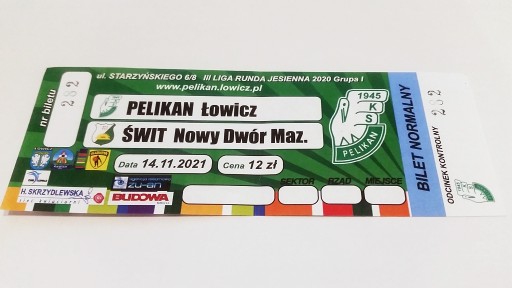 nr biletu
282
ul. STARZYŃSKIEGO 6/8 III LIGA RUNDA JESIENNA 2020 Grupa I
www.pelikan.lowicz.pl
PELIKAN Łowicz
ŚWIT Nowy Dwór Maz.
Data 14.11.2021
Cena 12 zł
SEKTOR RZĄD MIEJSCE
H. SKRZYDLEWSKA
BUDOWA
1945
K
S
PELIKAN
BILET NORMALNY
ODCINEK KONTROLNY
282